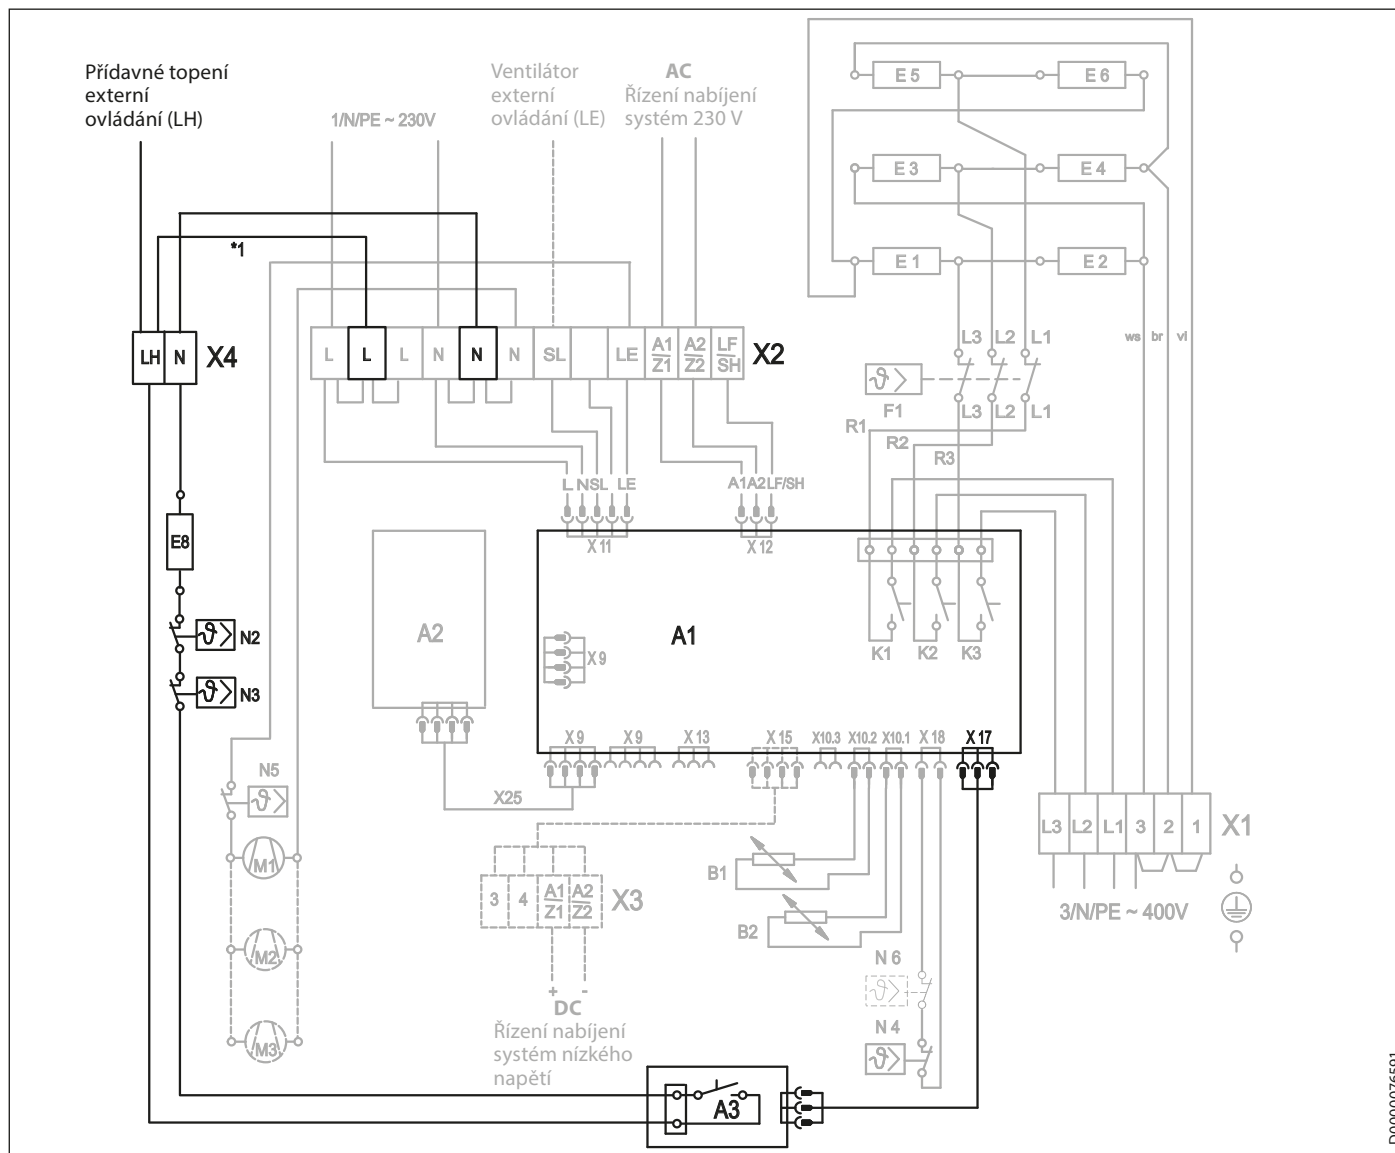 Přídavné topení
externí
ovládání (LH)
1/N/PE ~ 230V
Ventilátor
externí
ovládání (LE)
AC
Řízení nabíjení
systém 230 V
E 5
E 6
E 3
E 4
E 1
E 2
*1
LH N X4
L L L N N N SL LE A1 Z1 A2 Z2 LF SH X2
L3 L2 L1
ws br vi
F1
L3 L2 L1
R1
R2
R3
L N SL LE
A1 A2 LF/SH
X 11
X 12
E8
A2
A1
K1 K2 K3
X 9
N2
N3
X 9 X 9 X 13 X 15 X10.3 X10.2 X10.1 X 18 X 17
N5
X25
M1
B1
L3 L2 L1 3 2 1 X1
3 4 A1 Z1 A2 Z2 X3
3/N/PE ~ 400V
B2
M2
N 6
+ -
DC
Řízení nabíjení
systém nízkého
napětí
N 4
M3
A3
D0000076591